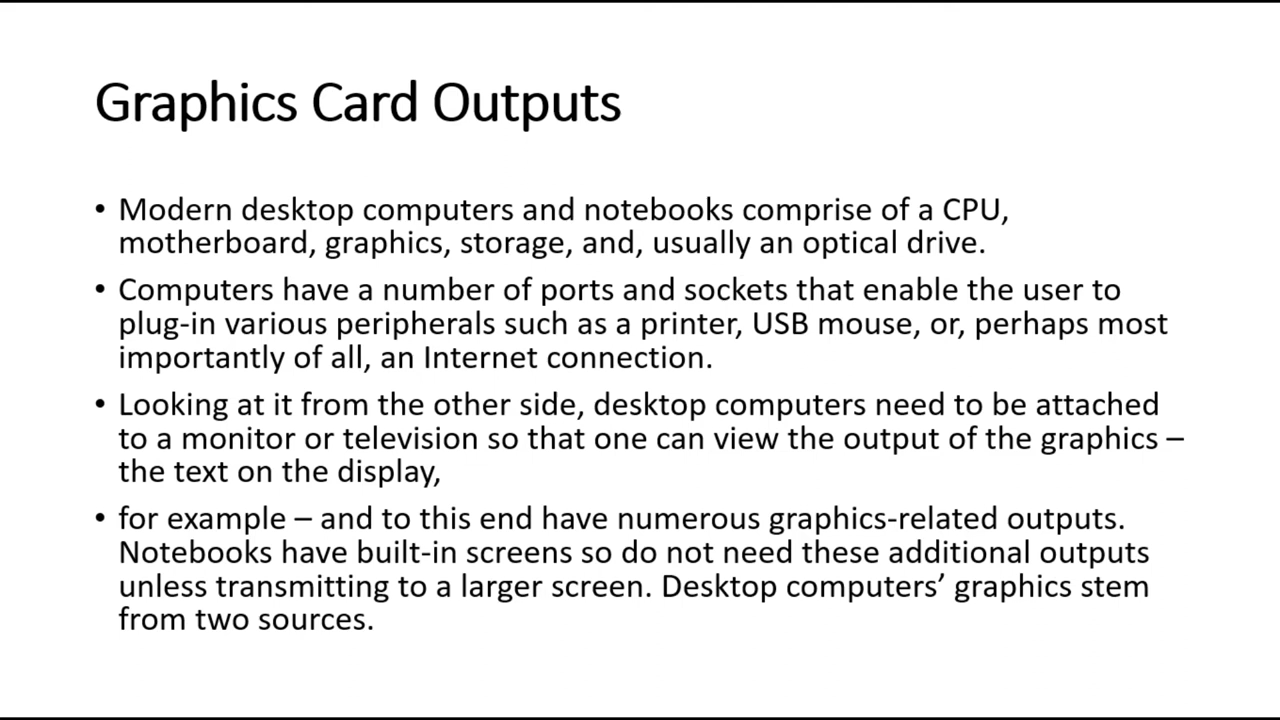 Graphics Card Outputs
• Modern desktop computers and notebooks comprise of a CPU,
motherboard, graphics, storage, and, usually an optical drive.
• Computers have a number of ports and sockets that enable the user to
plug-in various peripherals such as a printer, USB mouse, or, perhaps most
importantly of all, an Internet connection.
• Looking at it from the other side, desktop computers need to be attached
to a monitor or television so that one can view the output of the graphics –
the text on the display,
• for example – and to this end have numerous graphics-related outputs.
Notebooks have built-in screens so do not need these additional outputs
unless transmitting to a larger screen. Desktop computers’ graphics stem
from two sources.